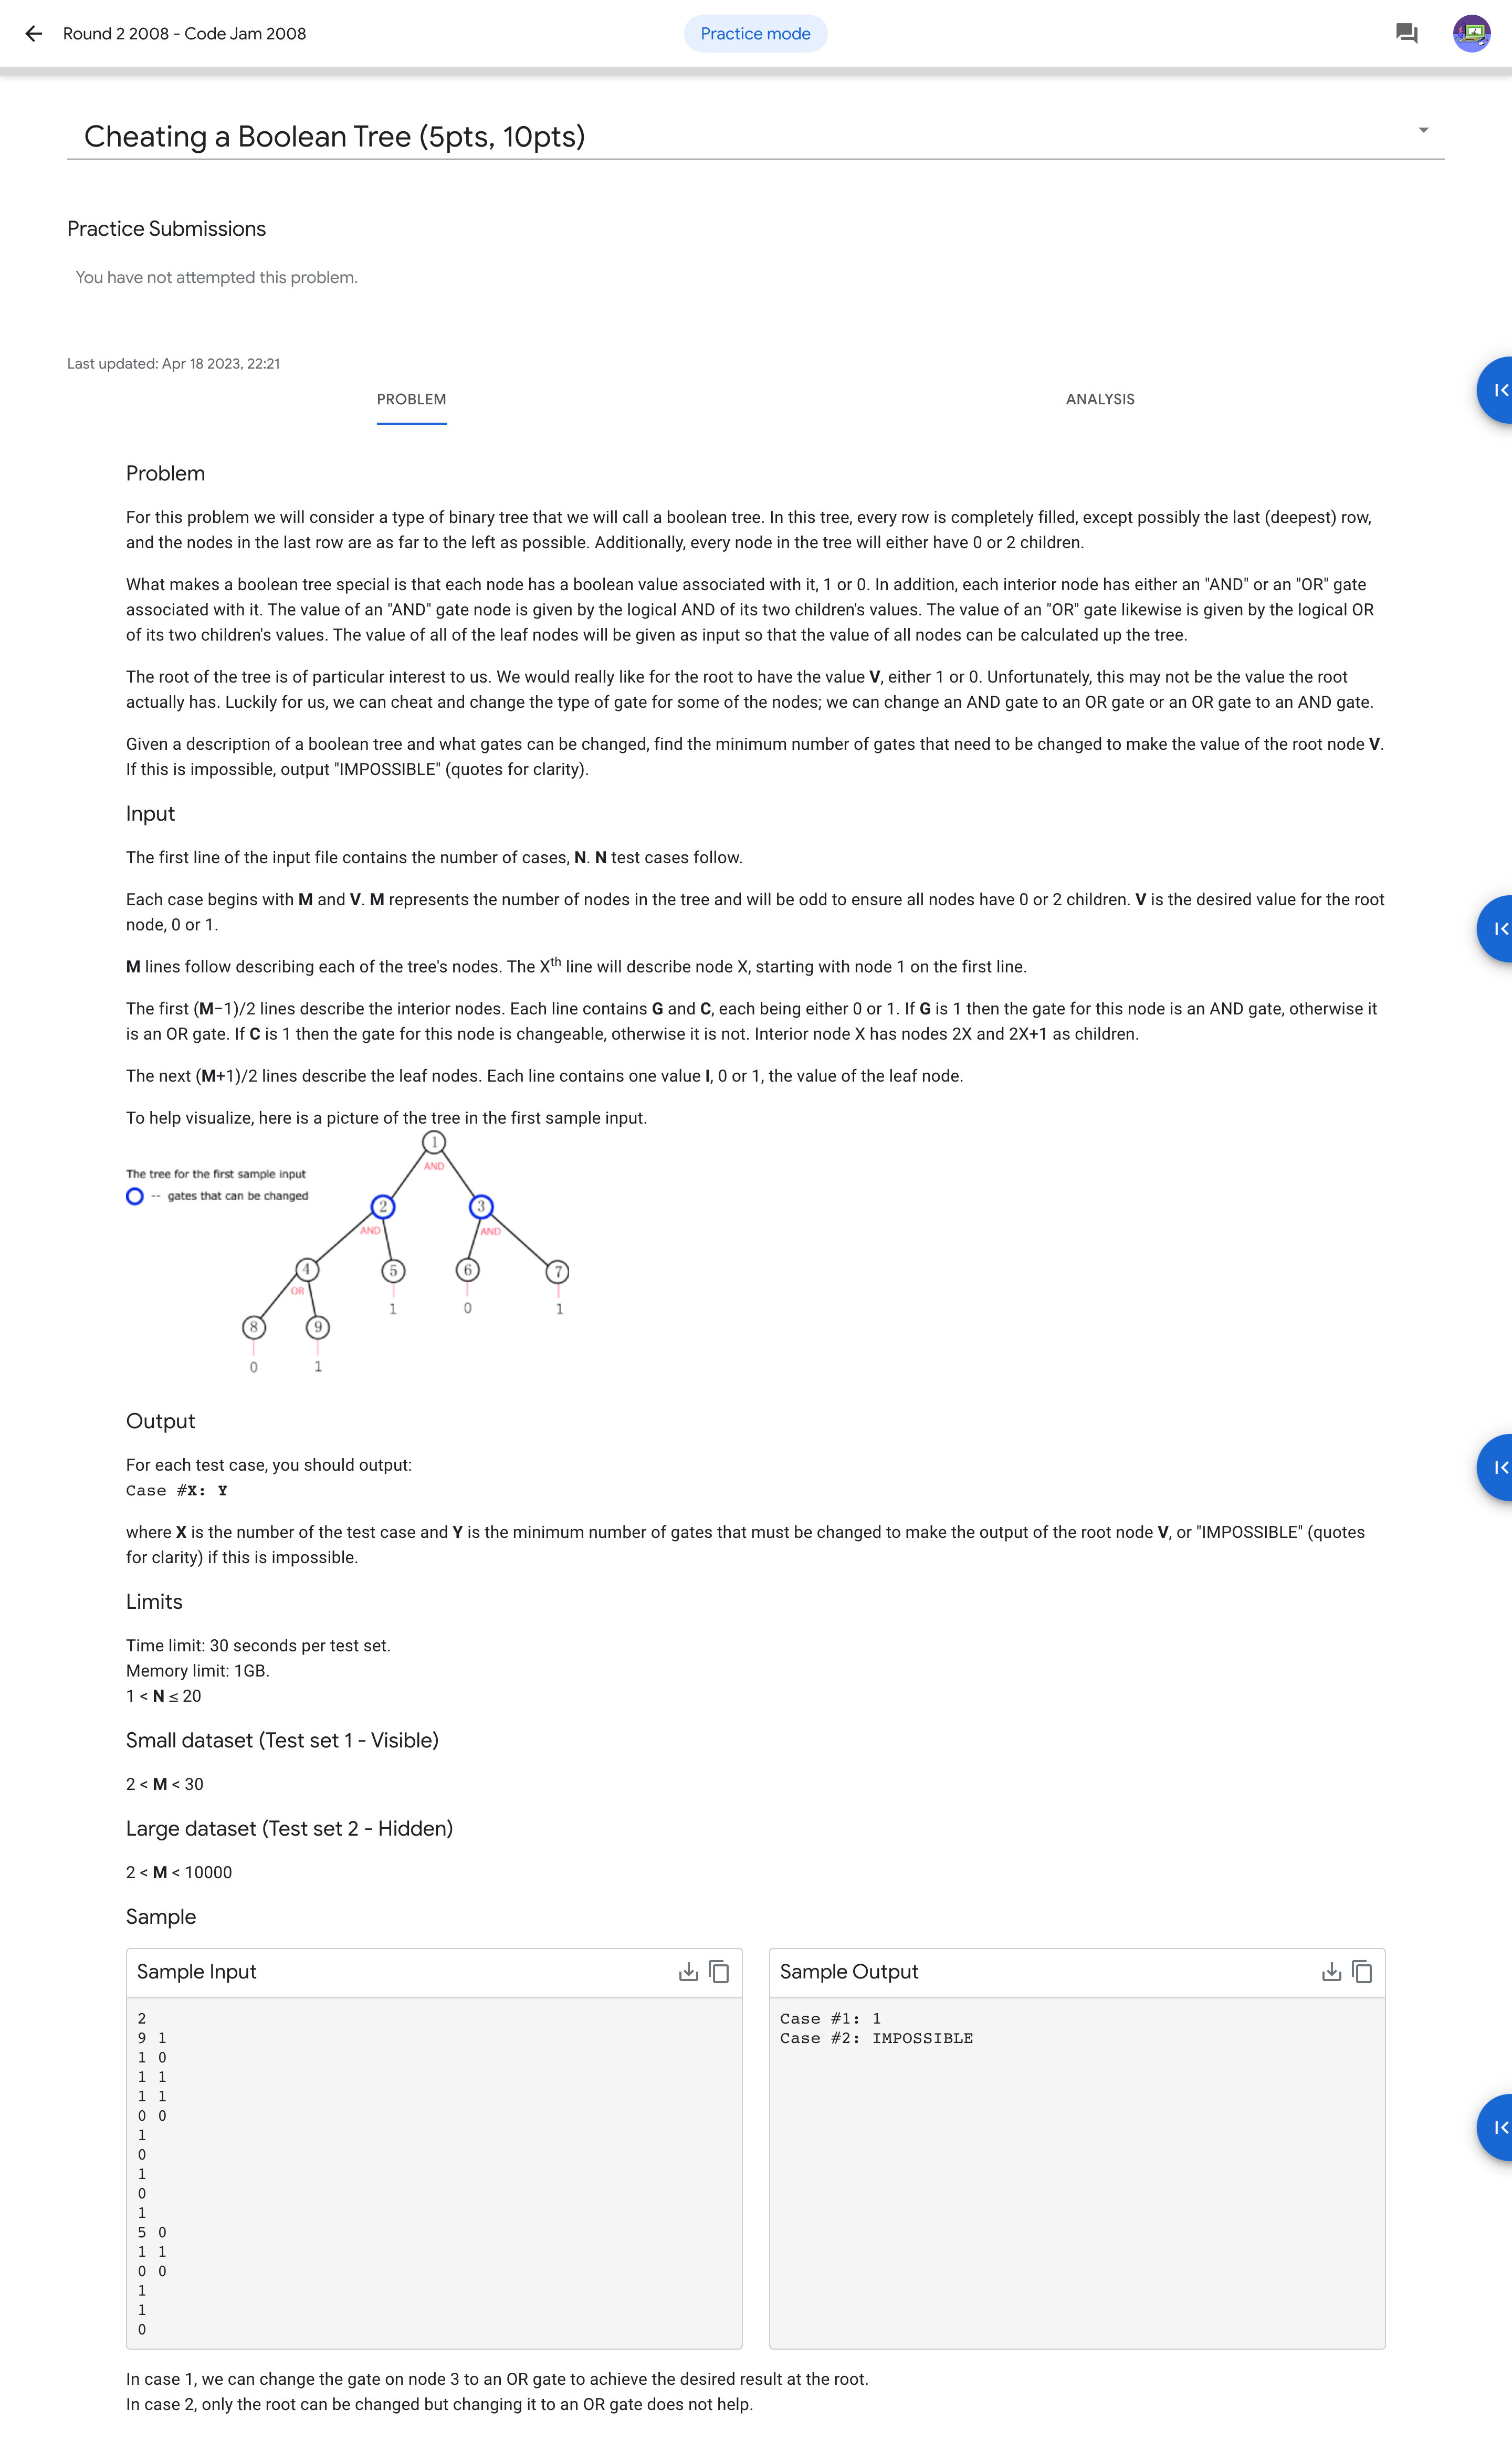 Round 2 2008 - Code Jam 2008
Practice mode
Cheating a Boolean Tree (5pts, 10pts)
Practice Submissions
You have not attempted this problem.
Last updated: Apr 18 2023, 22:21
PROBLEM
ANALYSIS
Problem
For this problem we will consider a type of binary tree that we will call a boolean tree. In this tree, every row is completely filled, except possibly the last (deepest) row,
and the nodes in the last row are as far to the left as possible. Additionally, every node in the tree will either have 0 or 2 children.
What makes a boolean tree special is that each node has a boolean value associated with it, 1 or 0. In addition, each interior node has either an "AND" or an "OR" gate
associated with it. The value of an "AND" gate node is given by the logical AND of its two children's values. The value of an "OR" gate likewise is given by the logical OR
of its two children's values. The value of all of the leaf nodes will be given as input so that the value of all nodes can be calculated up the tree.
The root of the tree is of particular interest to us. We would really like for the root to have the value V, either 1 or 0. Unfortunately, this may not be the value the root
actually has. Luckily for us, we can cheat and change the type of gate for some of the nodes; we can change an AND gate to an OR gate or an OR gate to an AND gate.
Given a description of a boolean tree and what gates can be changed, find the minimum number of gates that need to be changed to make the value of the root node V.
If this is impossible, output "IMPOSSIBLE" (quotes for clarity).
Input
The first line of the input file contains the number of cases, N. N test cases follow.
Each case begins with M and V. M represents the number of nodes in the tree and will be odd to ensure all nodes have 0 or 2 children. V is the desired value for the root
node, 0 or 1.
M lines follow describing each of the tree's nodes. The Xth line will describe node X, starting with node 1 on the first line.
The first (M−1)/2 lines describe the interior nodes. Each line contains G and C, each being either 0 or 1. If G is 1 then the gate for this node is an AND gate, otherwise it
is an OR gate. If C is 1 then the gate for this node is changeable, otherwise it is not. Interior node X has nodes 2X and 2X+1 as children.
The next (M+1)/2 lines describe the leaf nodes. Each line contains one value I, 0 or 1, the value of the leaf node.
To help visualize, here is a picture of the tree in the first sample input.
1
AND
The tree for the first sample input
-- gates that can be changed
2
3
AND
AND
4
5
6
7
OR
1
0
1
8
9
0
1
Output
For each test case, you should output:
Case #X: Y
where X is the number of the test case and Y is the minimum number of gates that must be changed to make the output of the root node V, or "IMPOSSIBLE" (quotes
for clarity) if this is impossible.
Limits
Time limit: 30 seconds per test set.
Memory limit: 1GB.
1 < N ≤ 20
Small dataset (Test set 1 - Visible)
2 < M < 30
Large dataset (Test set 2 - Hidden)
2 < M < 10000
Sample
Sample Input
2
9 1
1 0
1 1
1 1
0 0
1
0
1
0
1
5 0
1 1
0 0
1
1
0
Sample Output
Case #1: 1
Case #2: IMPOSSIBLE
In case 1, we can change the gate on node 3 to an OR gate to achieve the desired result at the root.
In case 2, only the root can be changed but changing it to an OR gate does not help.